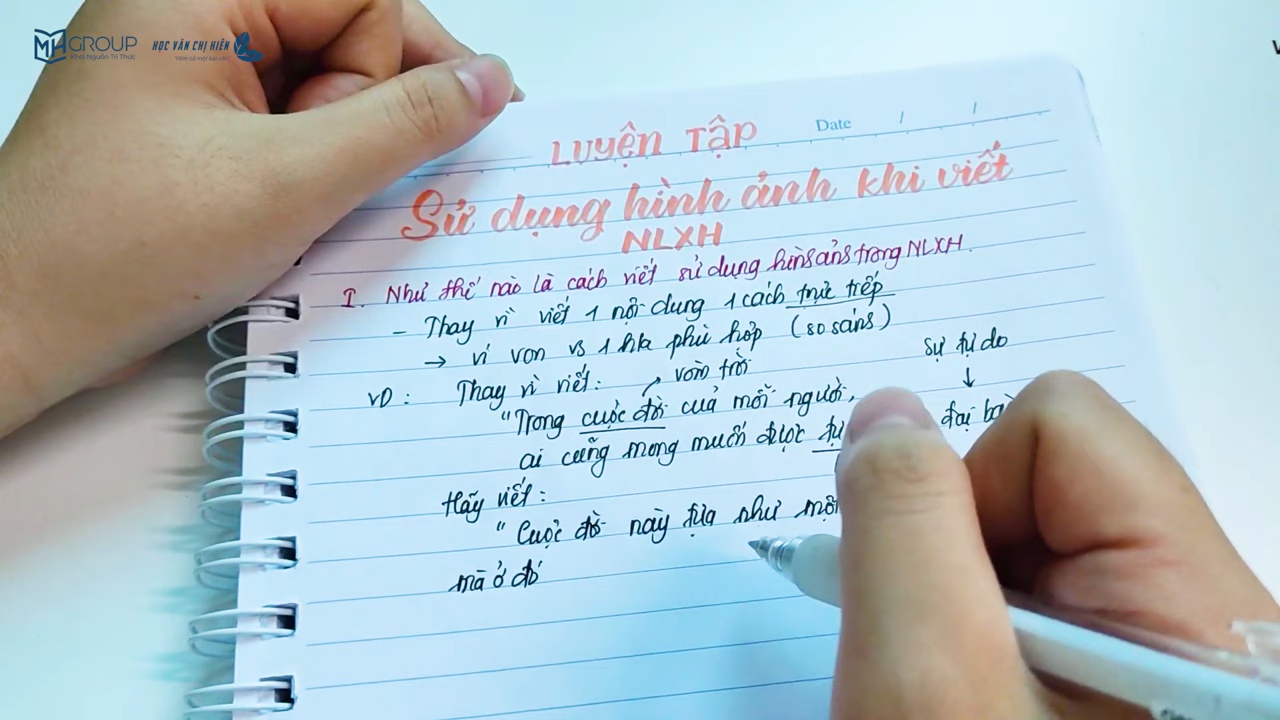 MH GROUP
Khơi Nguồn Tri Thức
HỌC VĂN CHỊ HIÊN
LUYỆN TẬP
Date / /
Sử dụng hình ảnh khi viết
NLXH
I. Như thế nào là cách viết sử dụng hình ảnh trong NLXH.
- Thay vì viết 1 nội dung 1 cách trực tiếp
→ ví von vs 1 h/a phù hợp (so sánh)
VD: Thay vì viết: vòm trời
sự tự do
↓
"Trong cuộc đời của mỗi người,
ai cũng mong muốn được tự
đại
Hãy viết:
"Cuộc đời này tựa như một
mà ở đó